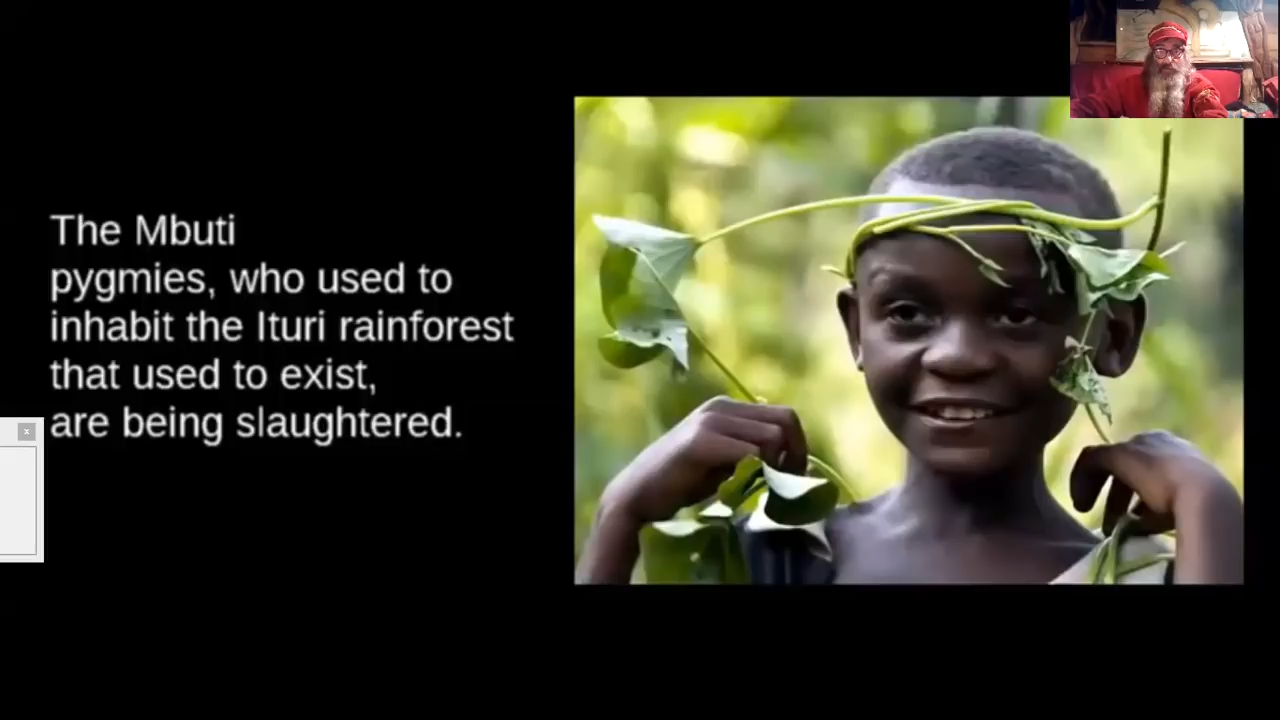 The Mbuti
pygmies, who used to
inhabit the Ituri rainforest
that used to exist,
are being slaughtered.